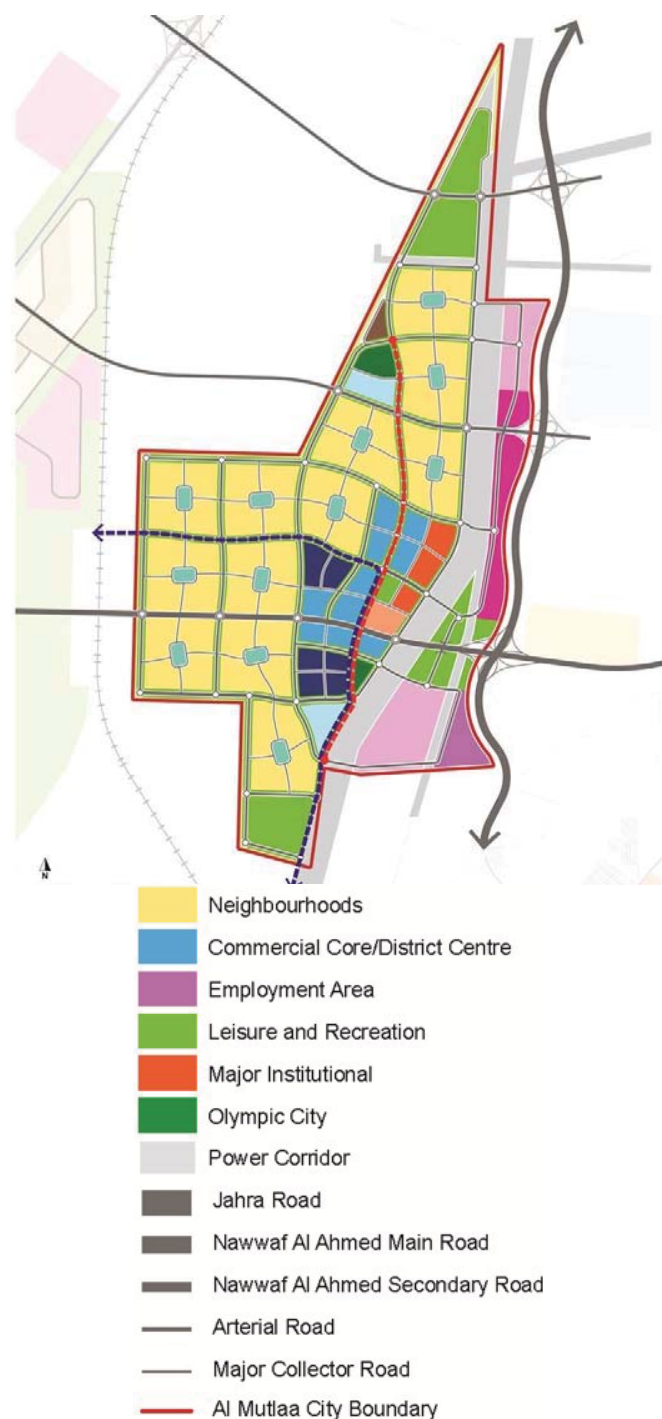 N
Neighbourhoods
Commercial Core/District Centre
Employment Area
Leisure and Recreation
Major Institutional
Olympic City
Power Corridor
Jahra Road
Nawwaf Al Ahmed Main Road
Nawwaf Al Ahmed Secondary Road
Arterial Road
Major Collector Road
Al Mutlaa City Boundary